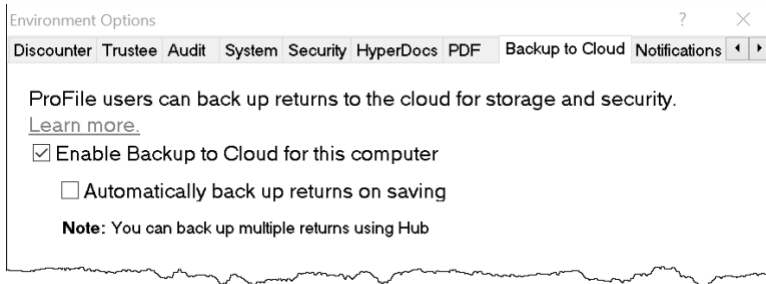 Environment Options
Discounter Trustee Audit System Security HyperDocs PDF Backup to Cloud Notifications
ProFile users can back up returns to the cloud for storage and security.
Learn more.
Enable Backup to Cloud for this computer
Automatically back up returns on saving
Note: You can back up multiple returns using Hub